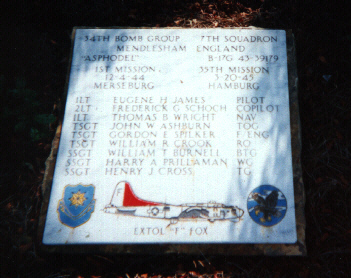 34TH BOMB GROUP 7TH SQUADRON
MENDLESHAM ENGLAND
"ASPHODEL" B-17G 43-39179
1ST MISSION 35TH MISSION
12-4-44 3-20-45
MERSEBURG HAMBURG
1LT EUGENE H JAMES PILOT
2LT FREDERICK G SCHOCH COPILOT
1LT THOMAS B WRIGHT NAV
TSGT JOHN W ASHBURN TOG
TSGT GORDON E SPILKER F ENG
TSGT WILLIAM R CROOK RO
SSGT WILLIAM T BURNELL BTG
SSGT HARRY A PRILLAMAN WG
SSGT HENRY J CROSS TG
EXTOL "F" FOX